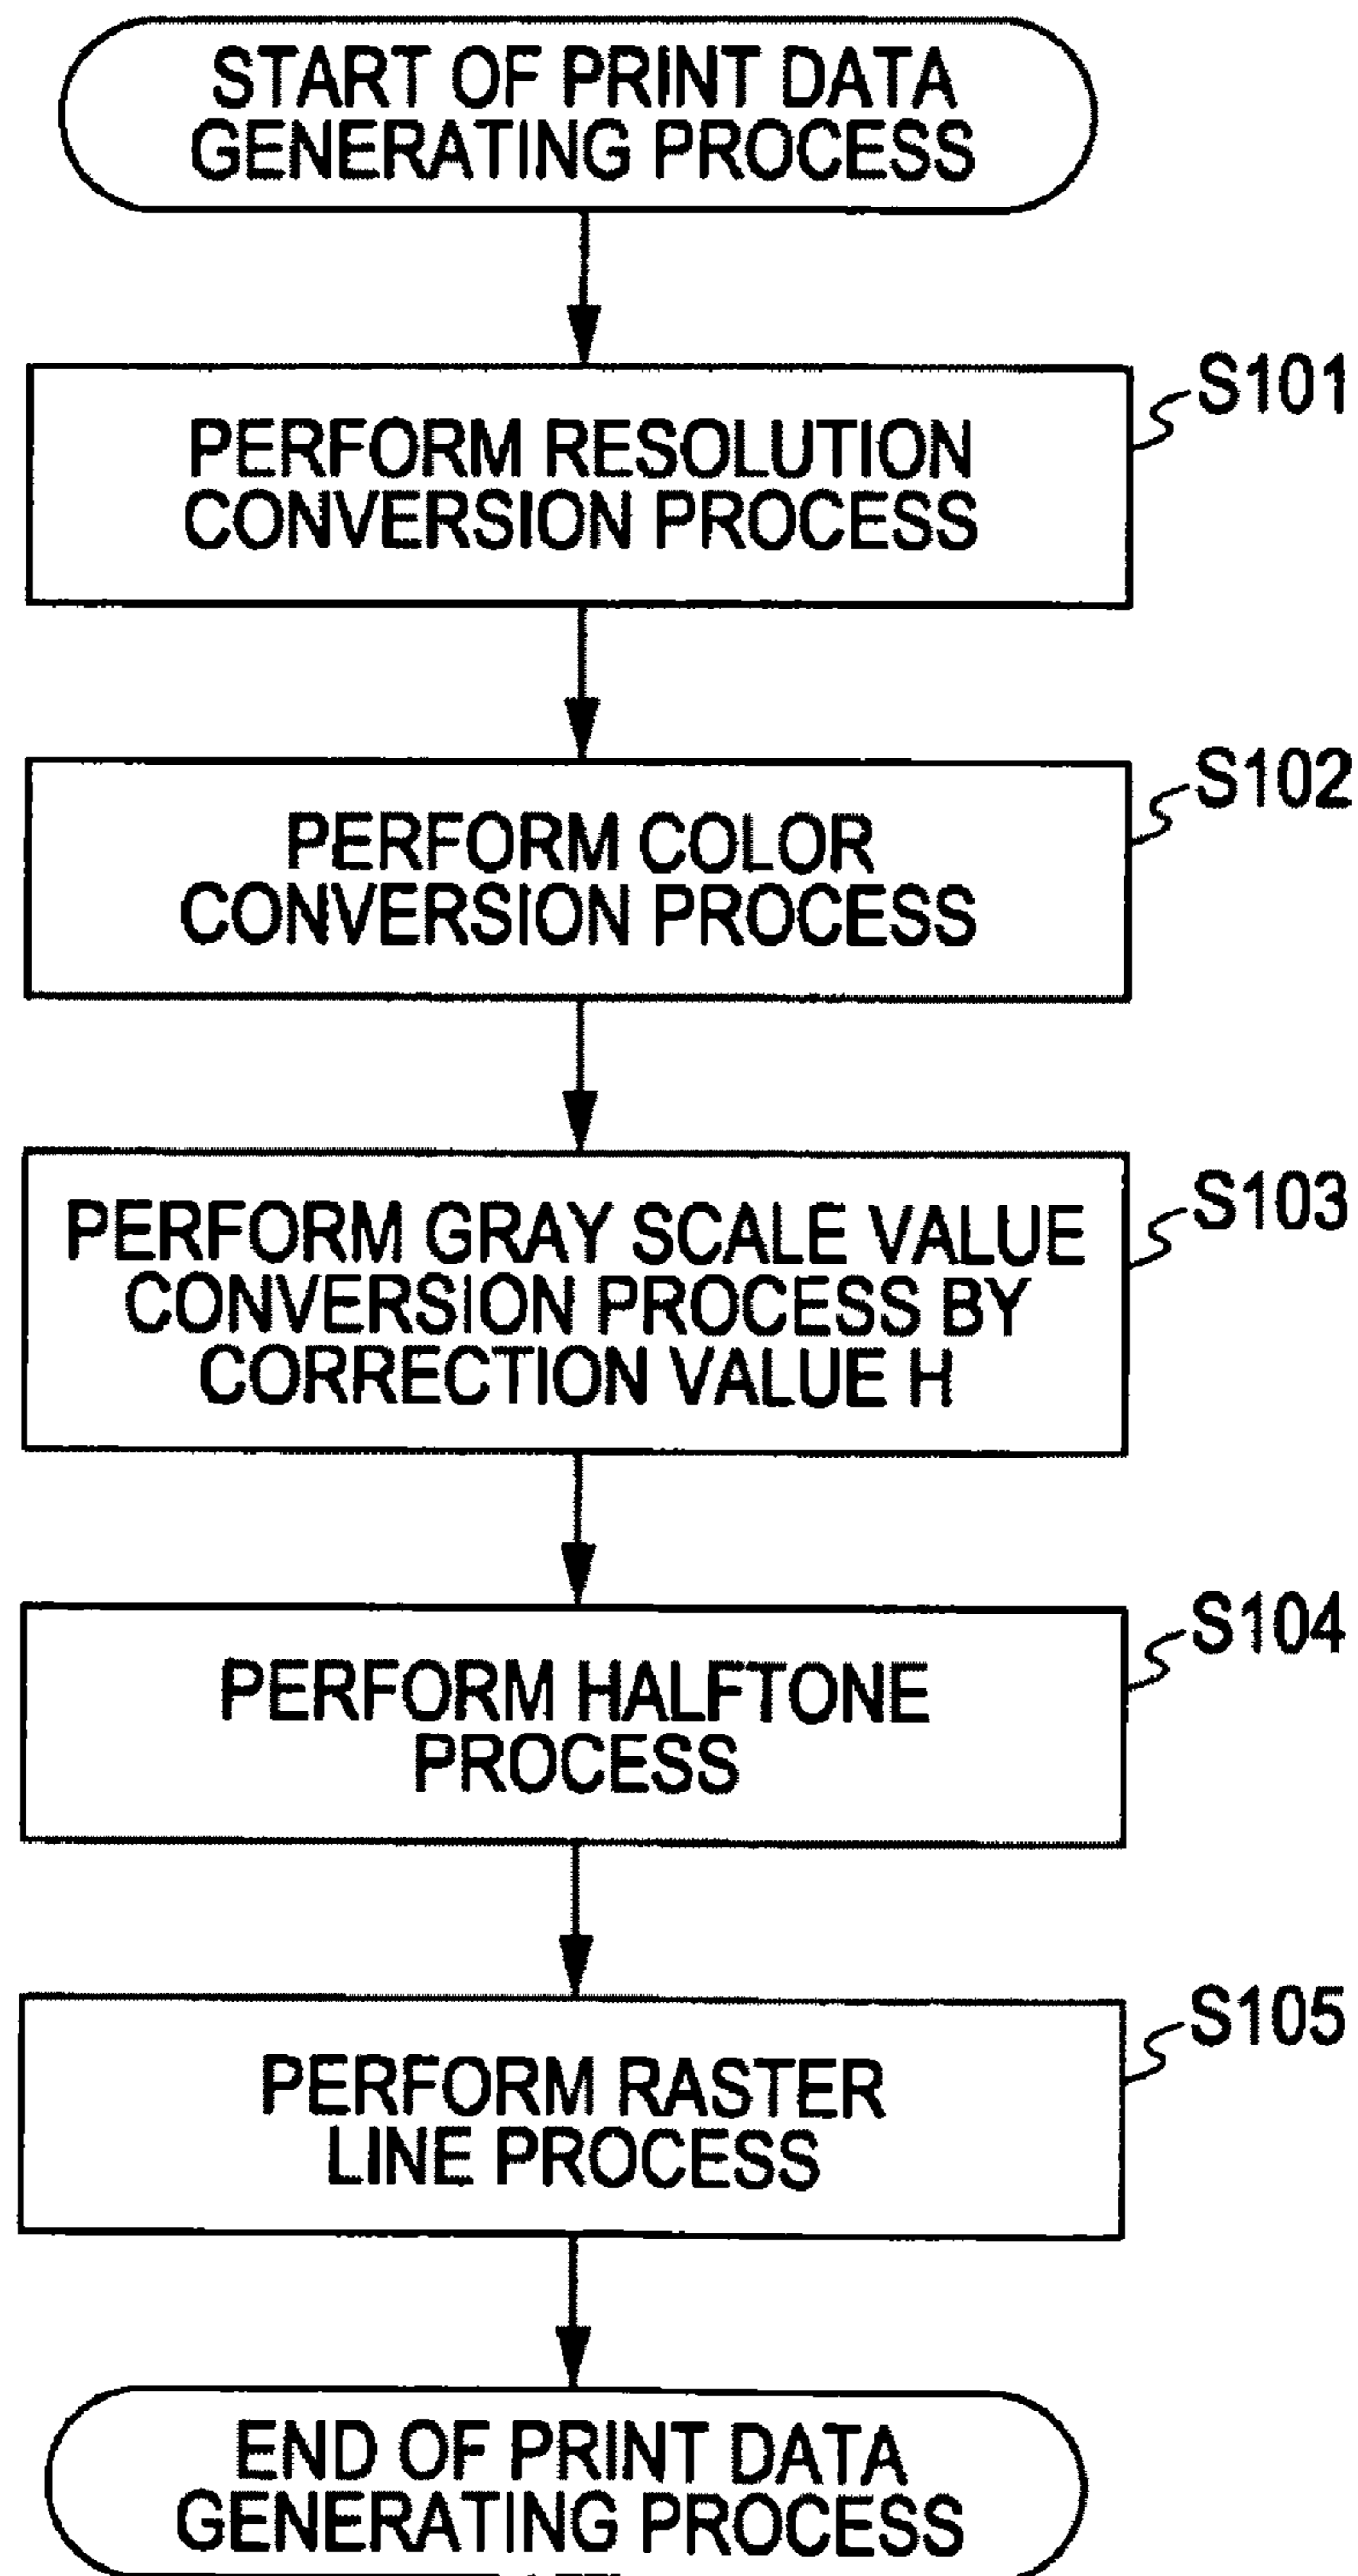 START OF PRINT DATA
GENERATING PROCESS
S101
PERFORM RESOLUTION
CONVERSION PROCESS
S102
PERFORM COLOR
CONVERSION PROCESS
S103
PERFORM GRAY SCALE VALUE
CONVERSION PROCESS BY
CORRECTION VALUE H
S104
PERFORM HALFTONE
PROCESS
S105
PERFORM RASTER
LINE PROCESS
END OF PRINT DATA
GENERATING PROCESS